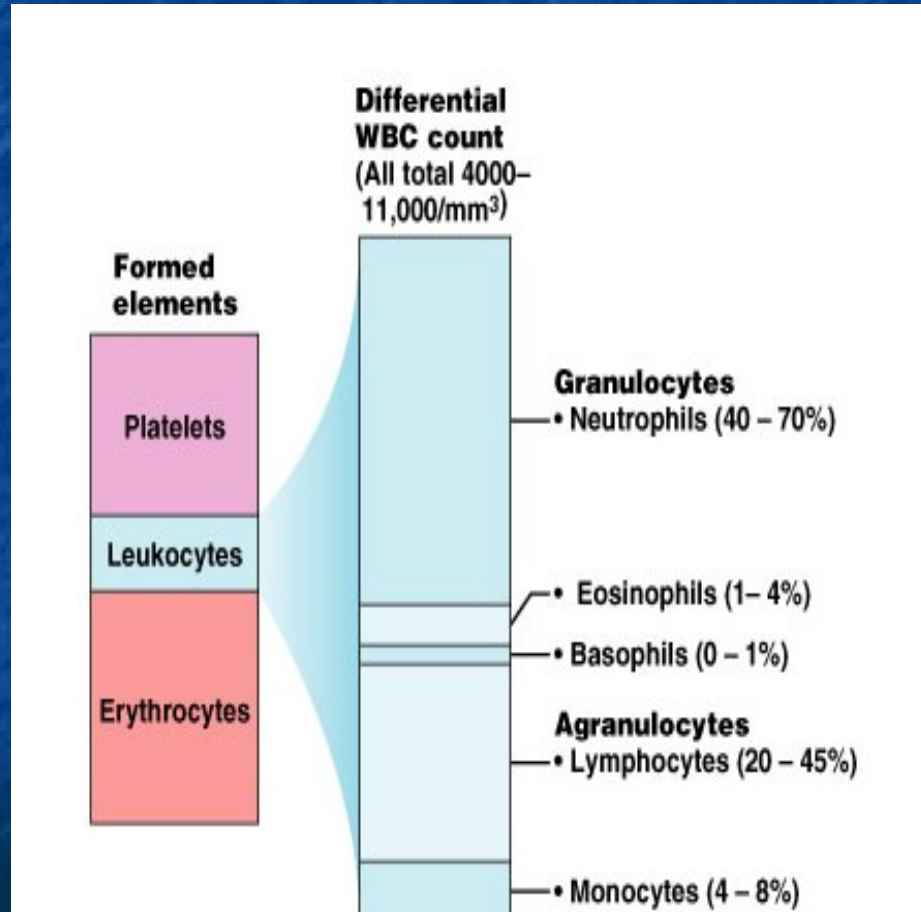 Differential
WBC count
(All total 4000–
11,000/mm³)
Formed
elements
Platelets
Leukocytes
Erythrocytes
Granulocytes
• Neutrophils (40 – 70%)
• Eosinophils (1– 4%)
• Basophils (0 – 1%)
Agranulocytes
• Lymphocytes (20 – 45%)
• Monocytes (4 – 8%)